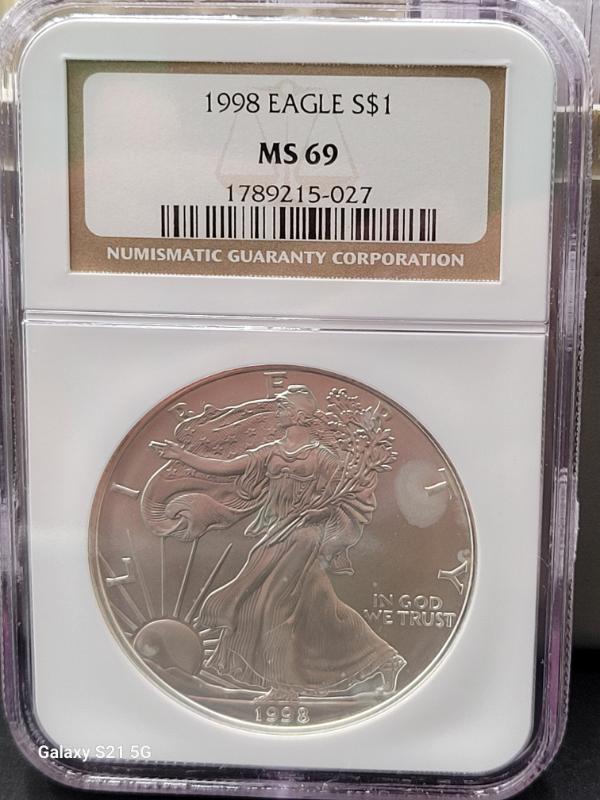 1998 EAGLE S$1
MS 69
1789215-027
NUMISMATIC GUARANTY CORPORATION
LIBERTY
IN GOD
WE TRUST
1998
Galaxy S21 5G